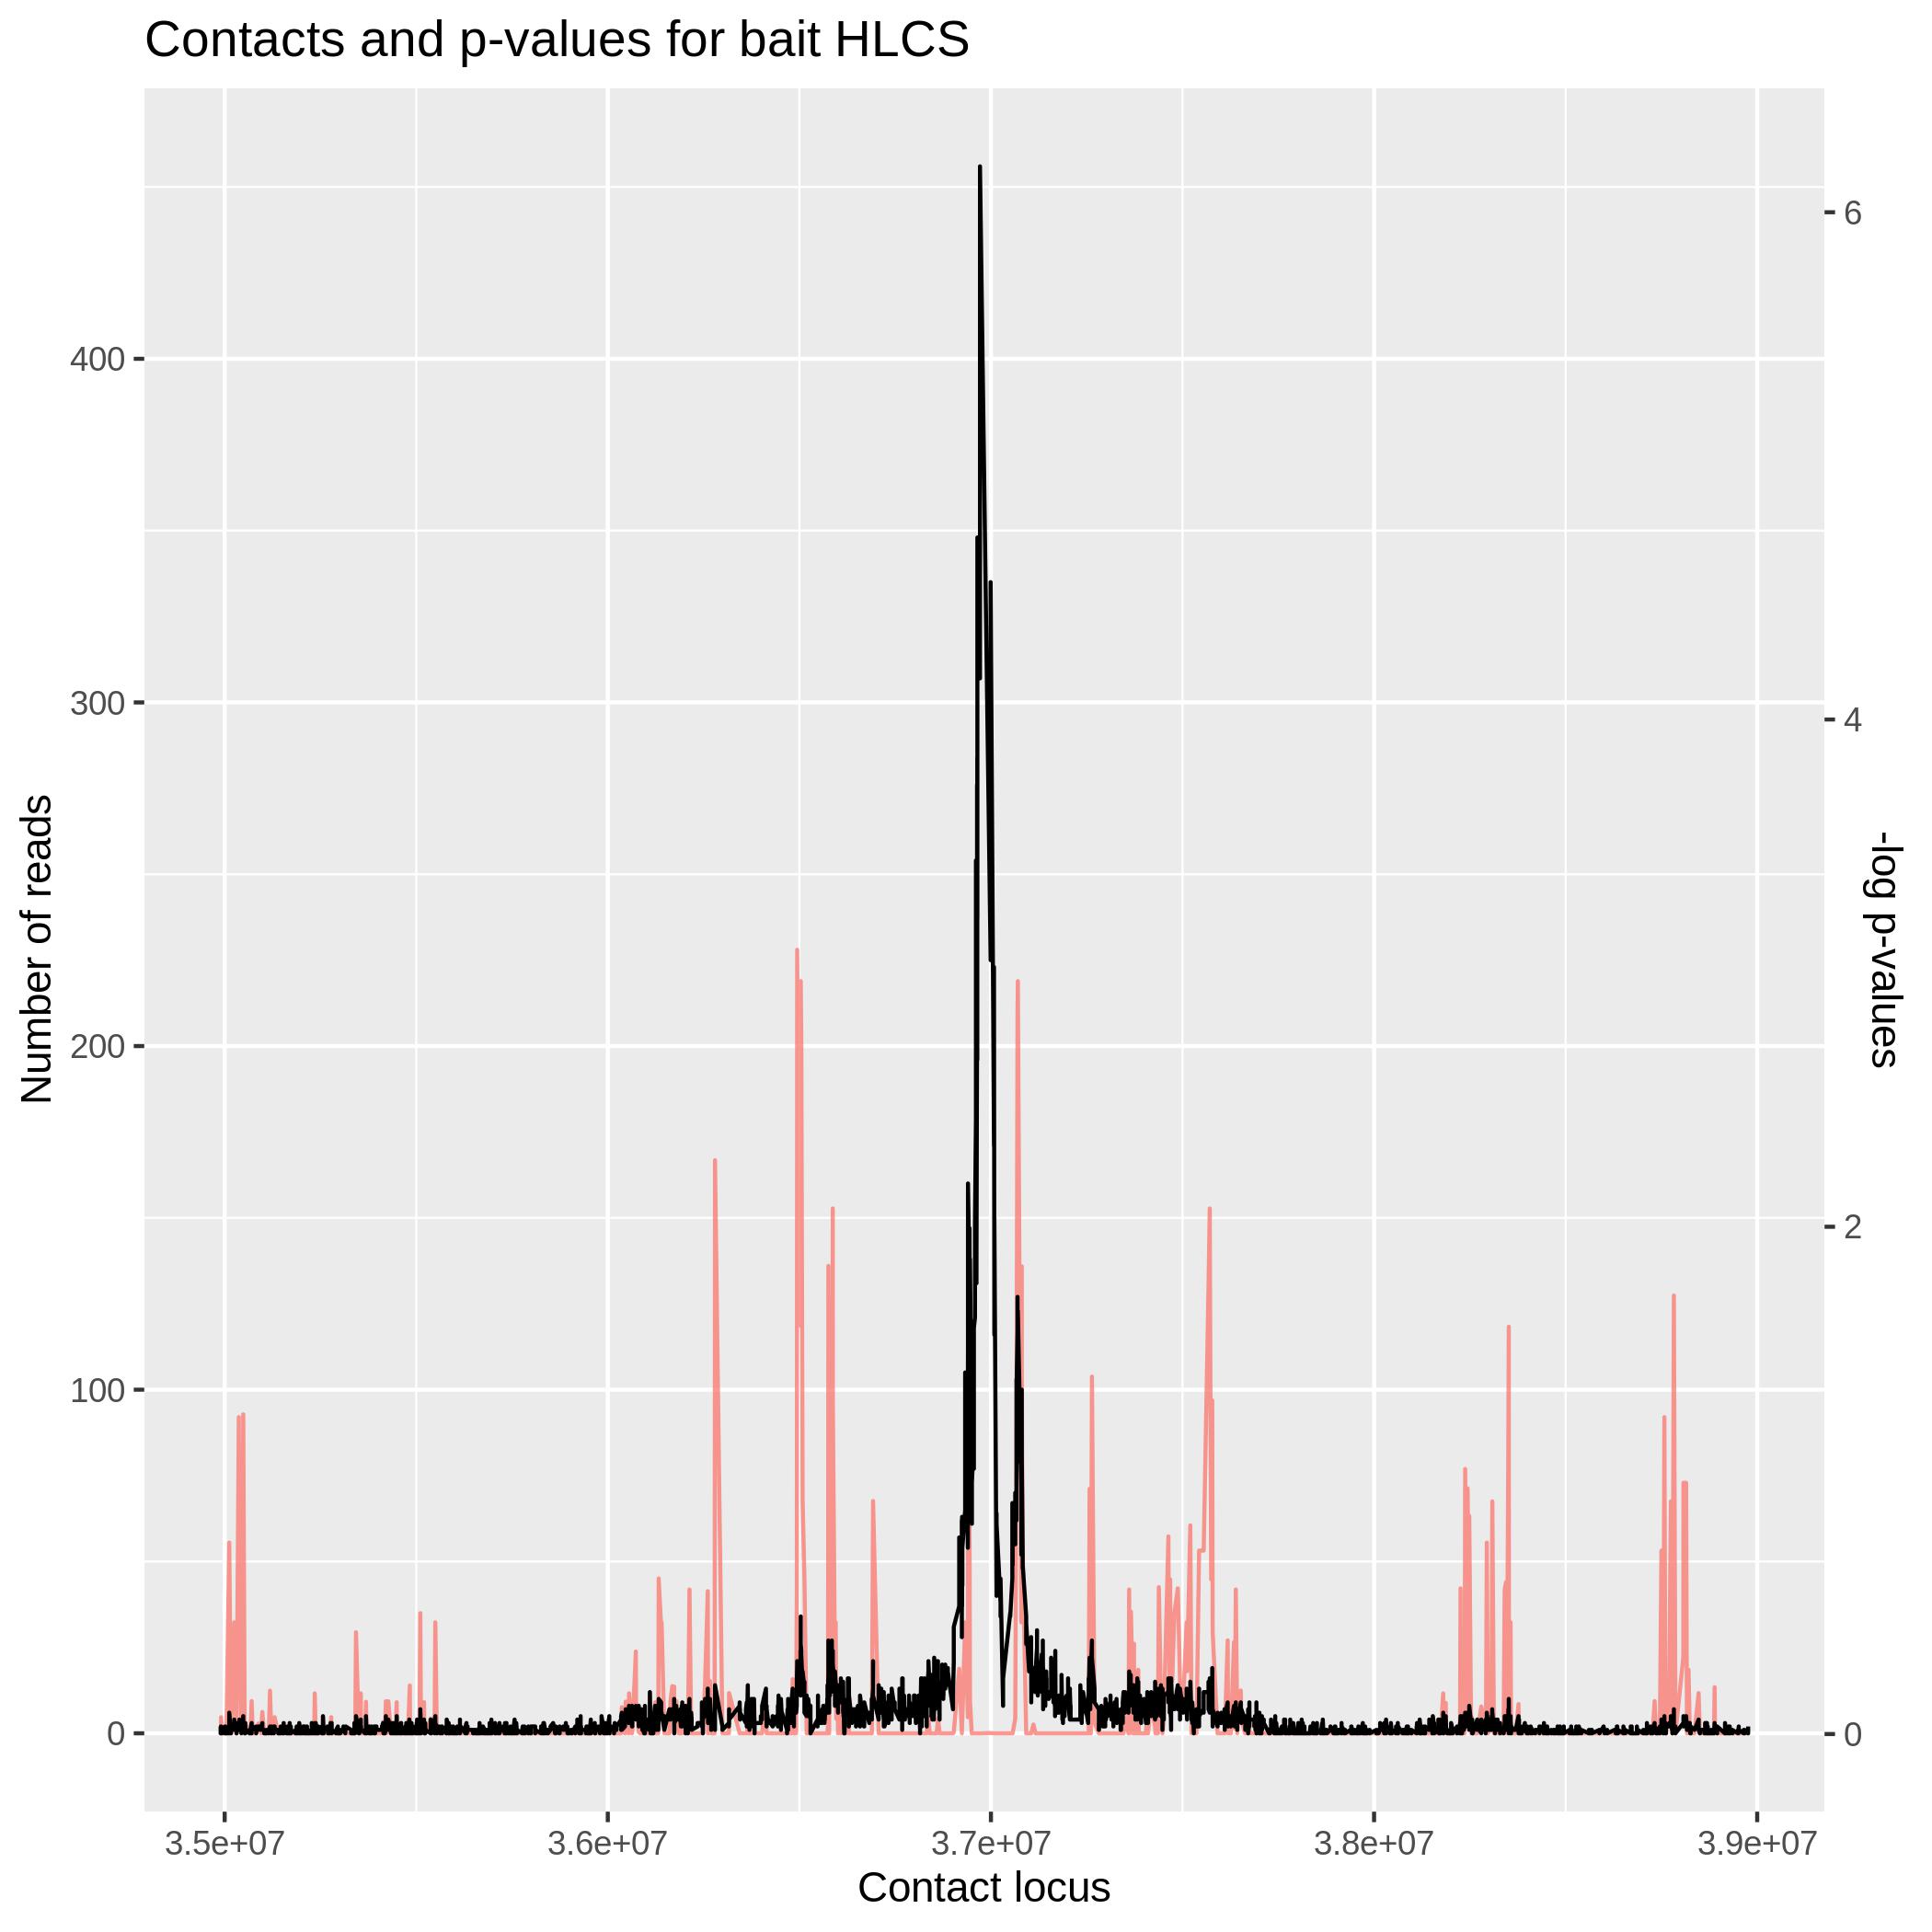 Contacts and p-values for bait HLCS
Number of reads
400
300
200
100
0
6
4
2
0
-log p-values
3.5e+07 3.6e+07 3.7e+07 3.8e+07 3.9e+07
Contact locus